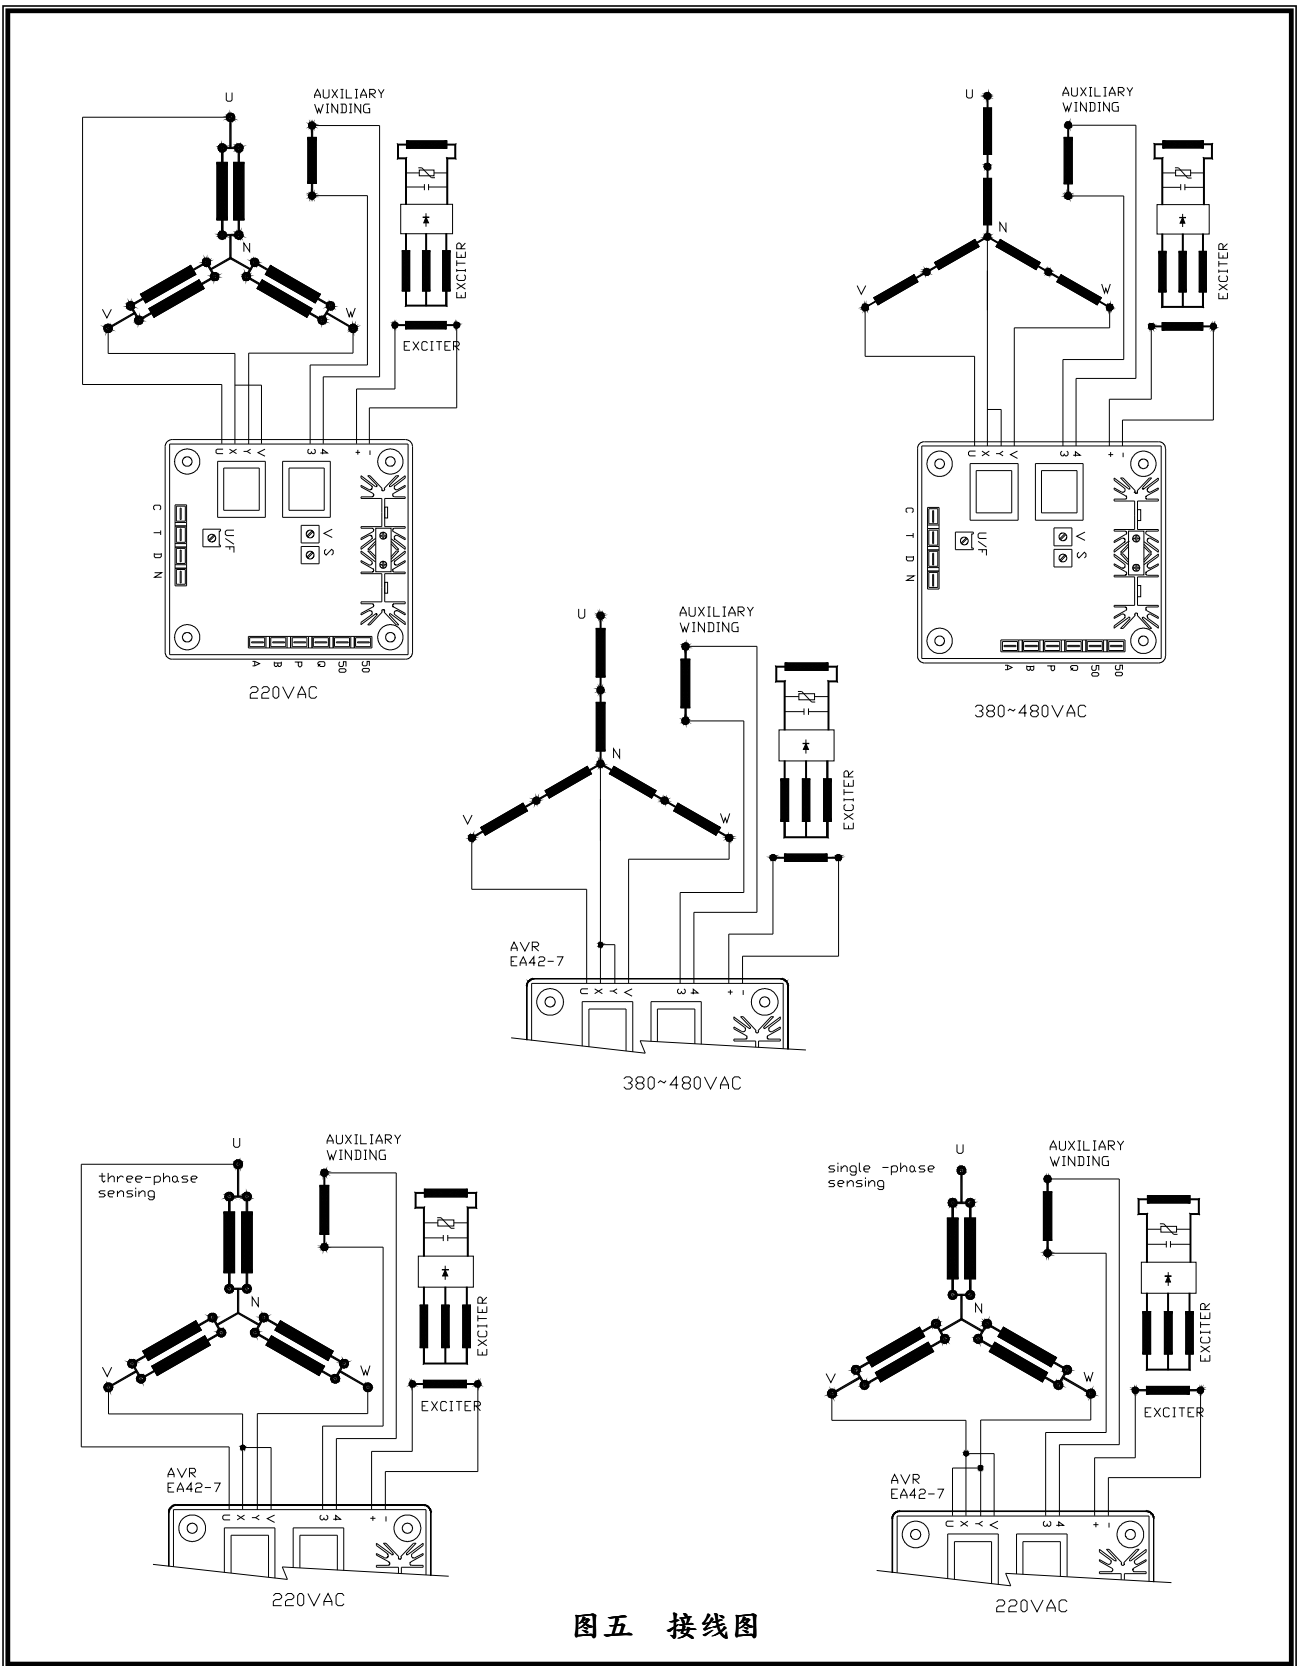 U
AUXILIARY
WINDING
N
V
W
EXCITER
EXCITER
U X Y V 3 4 + -
C
T
D
N
U/F
V
S
A B P Q 50 50
220VAC
U
AUXILIARY
WINDING
N
V
W
EXCITER
U X Y V 3 4 + -
C
T
D
N
U/F
V
S
A B P Q 50 50
380~480VAC
U
AUXILIARY
WINDING
N
V
W
EXCITER
AVR
EA42-7
U X Y V 3 4 + -
380~480VAC
U
AUXILIARY
WINDING
three-phase
sensing
N
V
W
EXCITER
EXCITER
AVR
EA42-7
U X Y V 3 4 + -
220VAC
U
AUXILIARY
WINDING
single -phase
sensing
N
V
W
EXCITER
EXCITER
AVR
EA42-7
U X Y V 3 4 + -
220VAC
图五 接线图